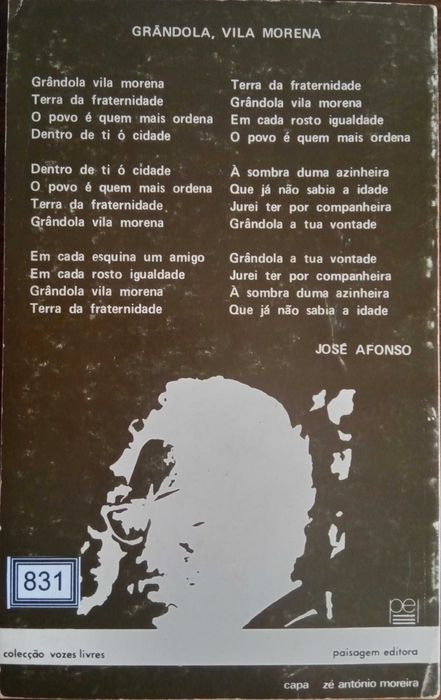 GRÂNDOLA, VILA MORENA
Grândola vila morena
Terra da fraternidade
O povo é quem mais ordena
Dentro de ti ó cidade
Dentro de ti ó cidade
O povo é quem mais ordena
Terra da fraternidade
Grândola vila morena
Em cada esquina um amigo
Em cada rosto igualdade
Grândola vila morena
Terra da fraternidade
Terra da fraternidade
Grândola vila morena
Em cada rosto igualdade
O povo é quem mais ordena
À sombra duma azinheira
Que já não sabia a idade
Jurei ter por companheira
Grândola a tua vontade
Grândola a tua vontade
Jurei ter por companheira
À sombra duma azinheira
Que já não sabia a idade
JOSÉ AFONSO
831
pe
colecção vozes livres
paisagem editora
capa zé antónio moreira